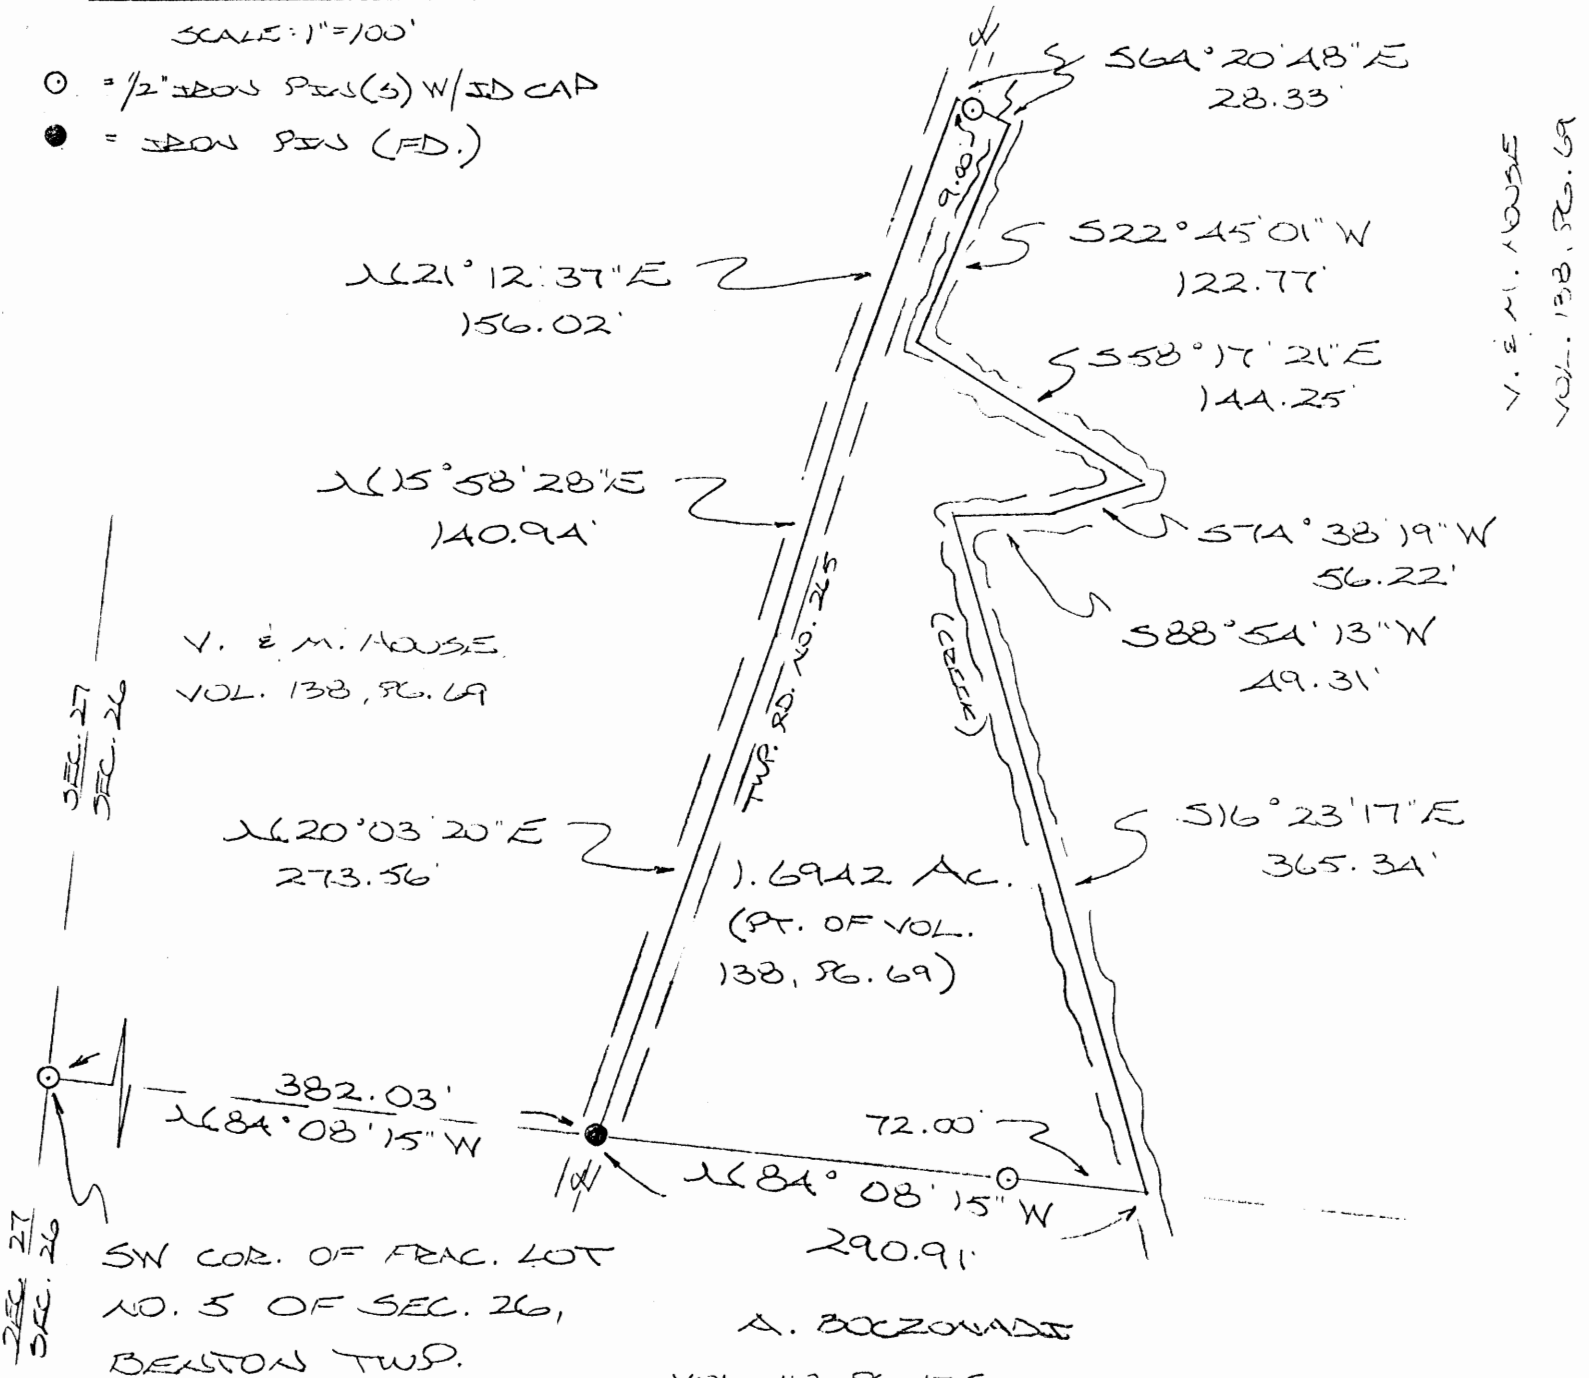 SCALE: 1"=100'
= 1/2" IRON PIN(S) W/ID CAP
= IRON PIN (FD.)
S64°20'48"E
28.33'
9.00'
V. & M. HOUSE
VOL. 138, PG. 69
S22°45'01"W
122.77'
N21°12'37"E
156.02'
S58°17'21"E
144.25'
N15°58'28"E
140.94'
S74°38'19"W
56.22'
S88°54'13"W
49.31'
V. & M. HOUSE
VOL. 138, PG. 69
TWP. RD. NO. 265
(CREEK)
SEC. 27
SEC. 26
N20°03'20"E
273.56'
S16°23'17"E
365.34'
1.6942 AC.
(PT. OF VOL.
138, PG. 69)
382.03'
N84°08'15"W
72.00'
N84°08'15"W
290.91'
SEC. 27
SEC. 26
SW COR. OF FRAC. LOT
NO. 5 OF SEC. 26,
BENTON TWP.
A. BOCZONADI